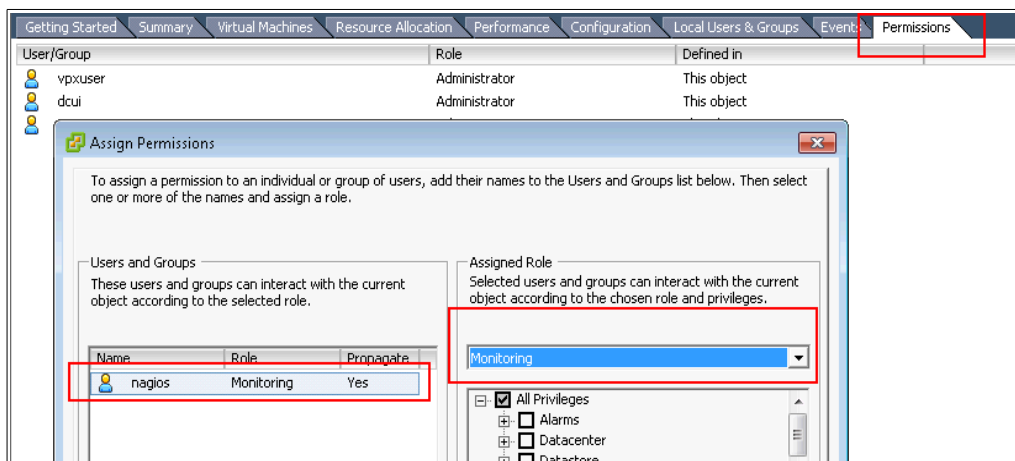 Getting Started Summary Virtual Machines Resource Allocation Performance Configuration Local Users & Groups Events Permissions
User/Group Role Defined in
vpxuser Administrator This object
dcui Administrator This object
Assign Permissions
To assign a permission to an individual or group of users, add their names to the Users and Groups list below. Then select
one or more of the names and assign a role.
Users and Groups
These users and groups can interact with the current
object according to the selected role.
Name Role Propagate
nagios Monitoring Yes
Assigned Role
Selected users and groups can interact with the current
object according to the chosen role and privileges.
Monitoring
All Privileges
Alarms
Datacenter
Datastore